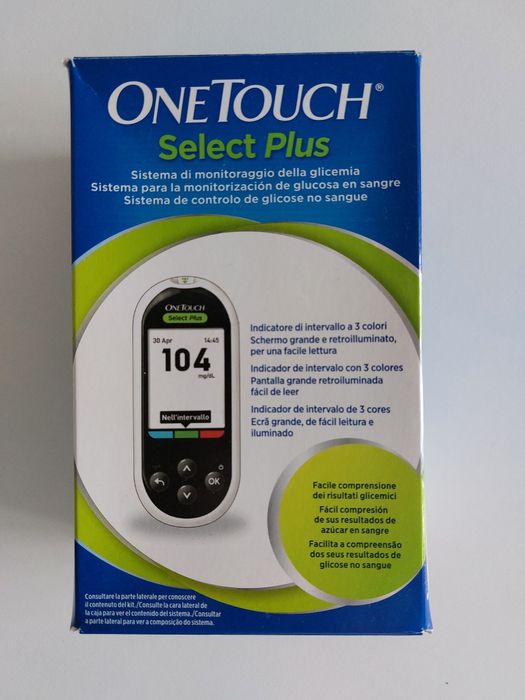 ONETOUCH®
Select Plus
Sistema di monitoraggio della glicemia
Sistema para la monitorización de glucosa en sangre
Sistema de controlo de glicose no sangue
ONETOUCH
Select Plus
30 Apr 14:45
104
mg/dL
Nell'intervallo
OK
Indicatore di intervallo a 3 colori
Schermo grande e retroilluminato,
per una facile lettura
Indicador de intervalo con 3 colores
Pantalla grande retroiluminada
fácil de leer
Indicador de intervalo de 3 cores
Ecrã grande, de fácil leitura e
iluminado
Facile comprensione
dei risultati glicemici
Fácil compresión
de sus resultados de
azúcar en sangre
Facilita a compreensão
dos seus resultados de
glicose no sangue
Consultare la parte laterale per conoscere
il contenuto del kit./Consulte la cara lateral de
la caja para ver el contenido del sistema./Consultar
a parte lateral para ver a composição do sistema.